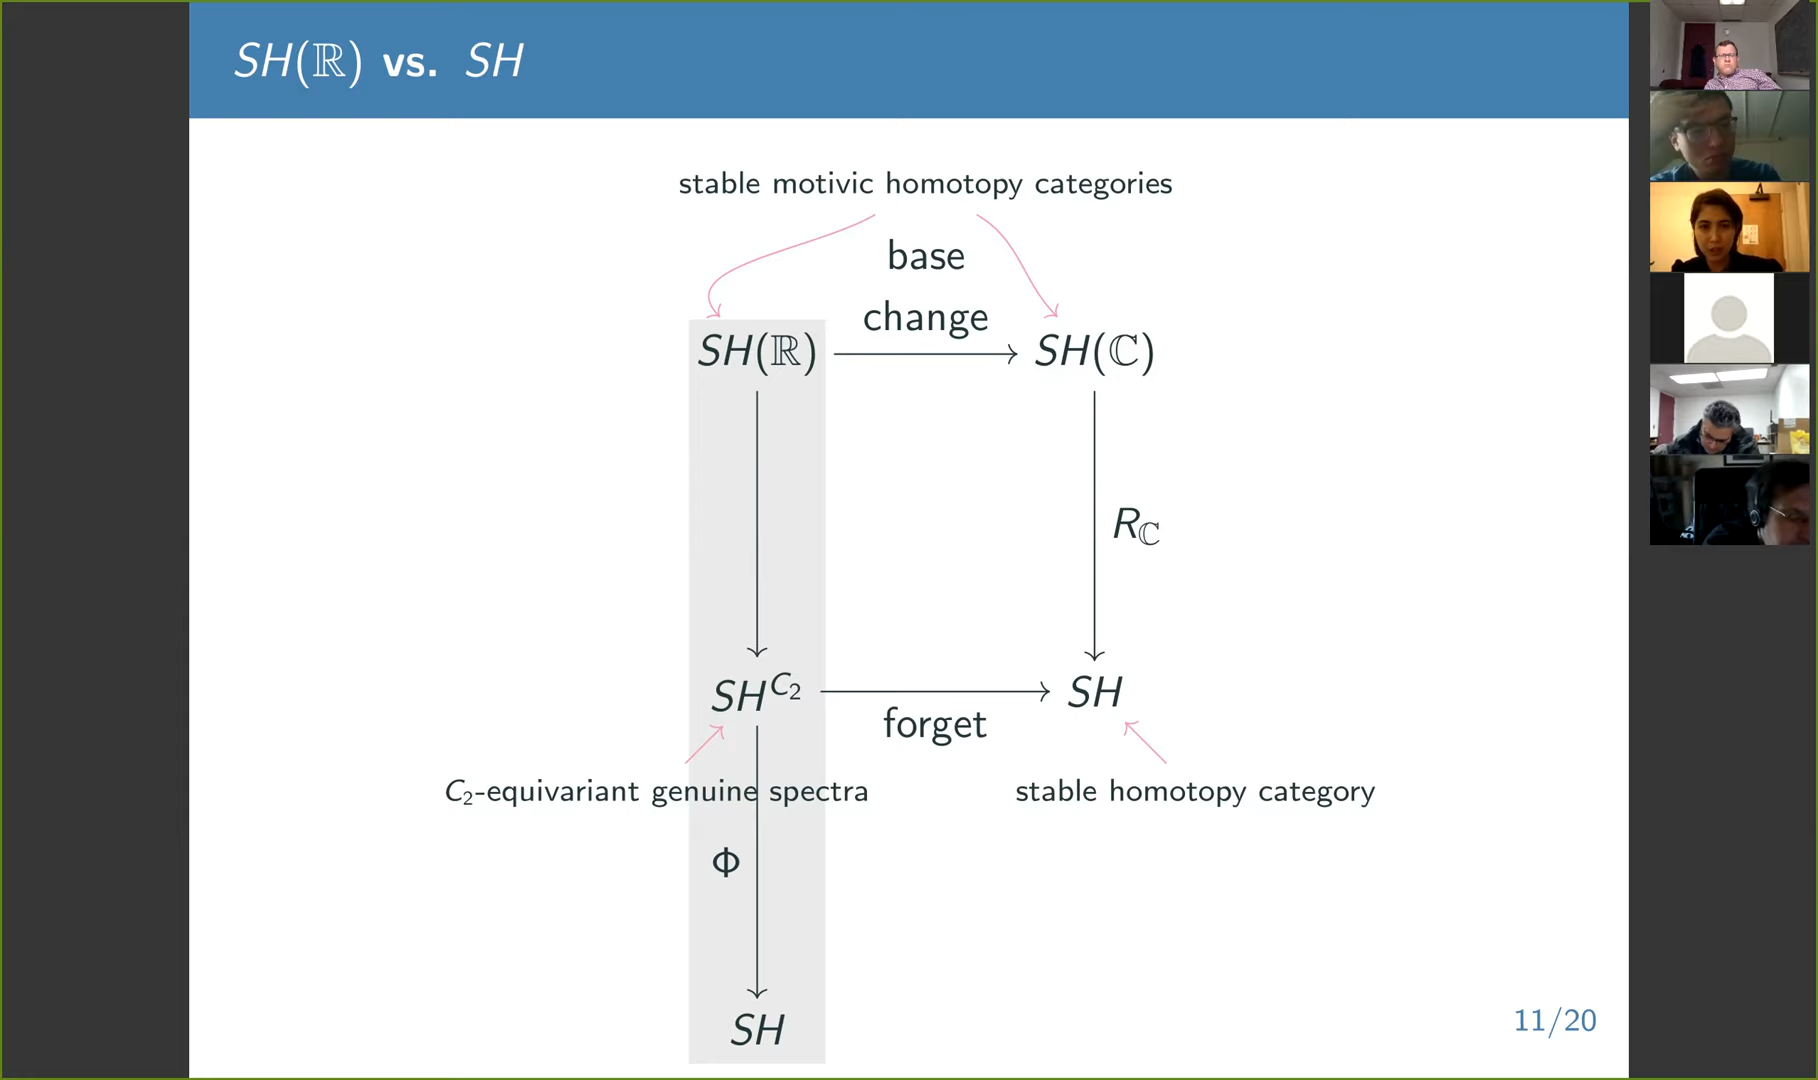 SH(ℝ) vs. SH
stable motivic homotopy categories
base
change
SH(ℝ)
SH(ℂ)
R_ℂ
SH^{C₂}
SH
forget
C₂-equivariant genuine spectra
stable homotopy category
Φ
SH
11/20